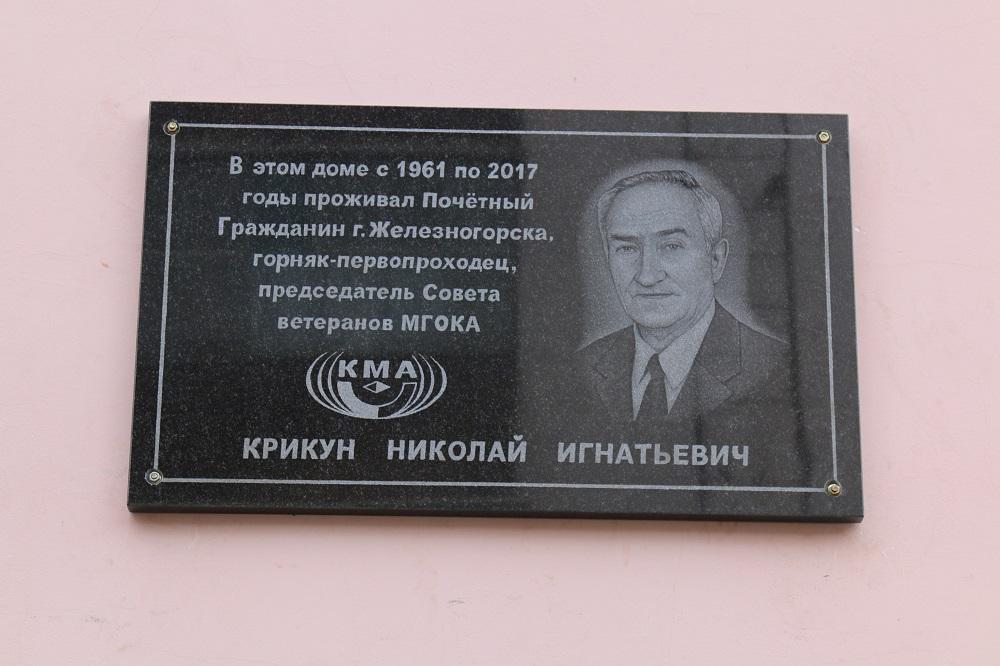 В этом доме с 1961 по 2017
годы проживал Почётный
Гражданин г.Железногорска,
горняк-первопроходец,
председатель Совета
ветеранов МГОКА
КМА
КРИКУН НИКОЛАЙ ИГНАТЬЕВИЧ